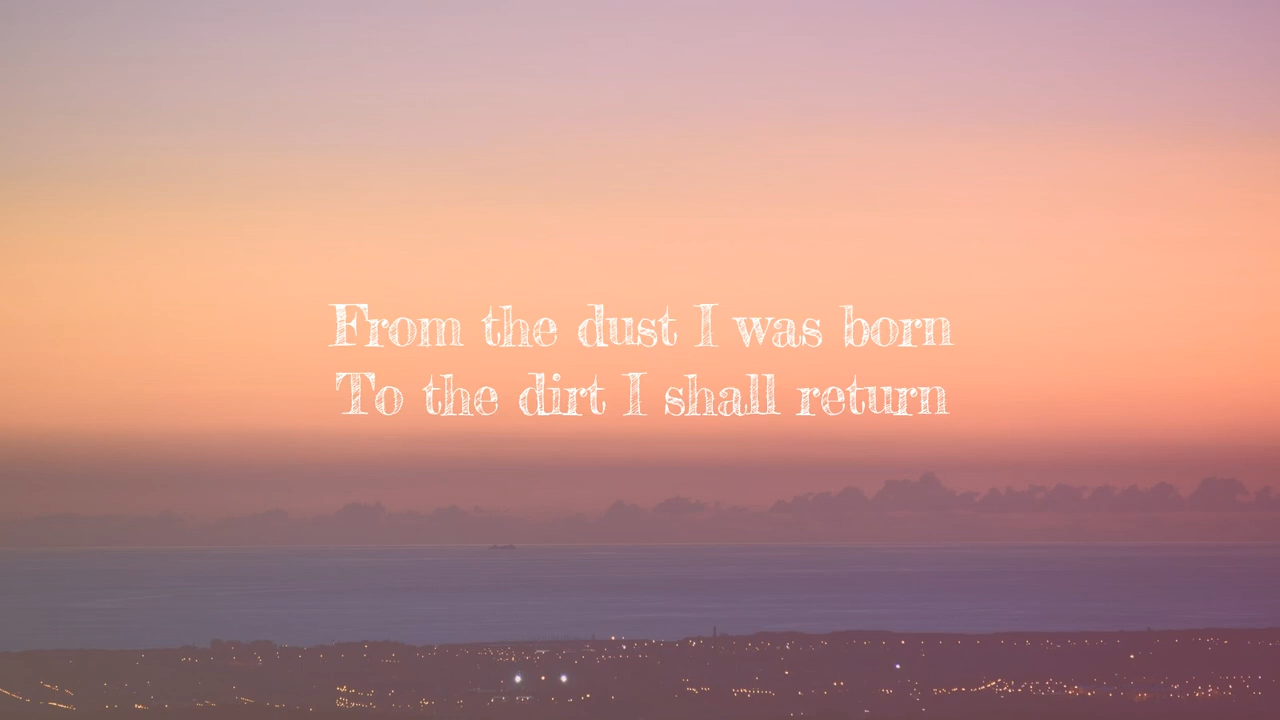 From the dust I was born
To the dirt I shall return